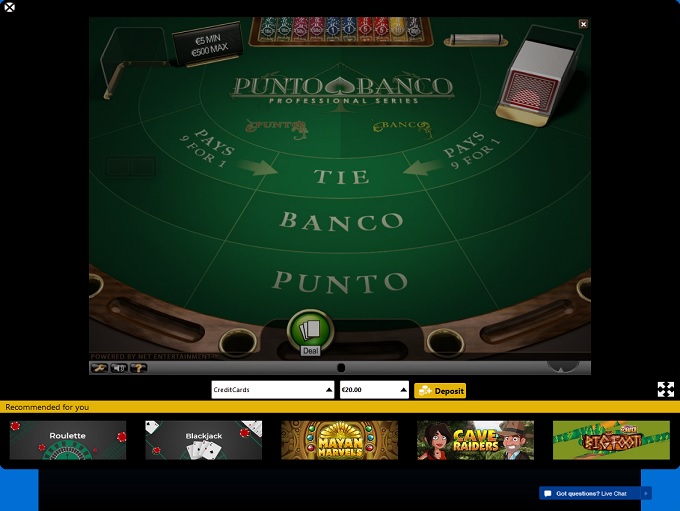 €5 MIN
€500 MAX
PUNTO BANCO
PROFESSIONAL SERIES
PUNTO
BANCO
PAYS
9 FOR 1
PAYS
9 FOR 1
TIE
BANCO
PUNTO
Deal
POWERED BY NET ENTERTAINMENT
CreditCards
€20.00
Deposit
Recommended for you
Roulette
Blackjack
MAYAN
MARVELS
CAVE
RAIDERS
BIGFOOT
Got questions? Live Chat